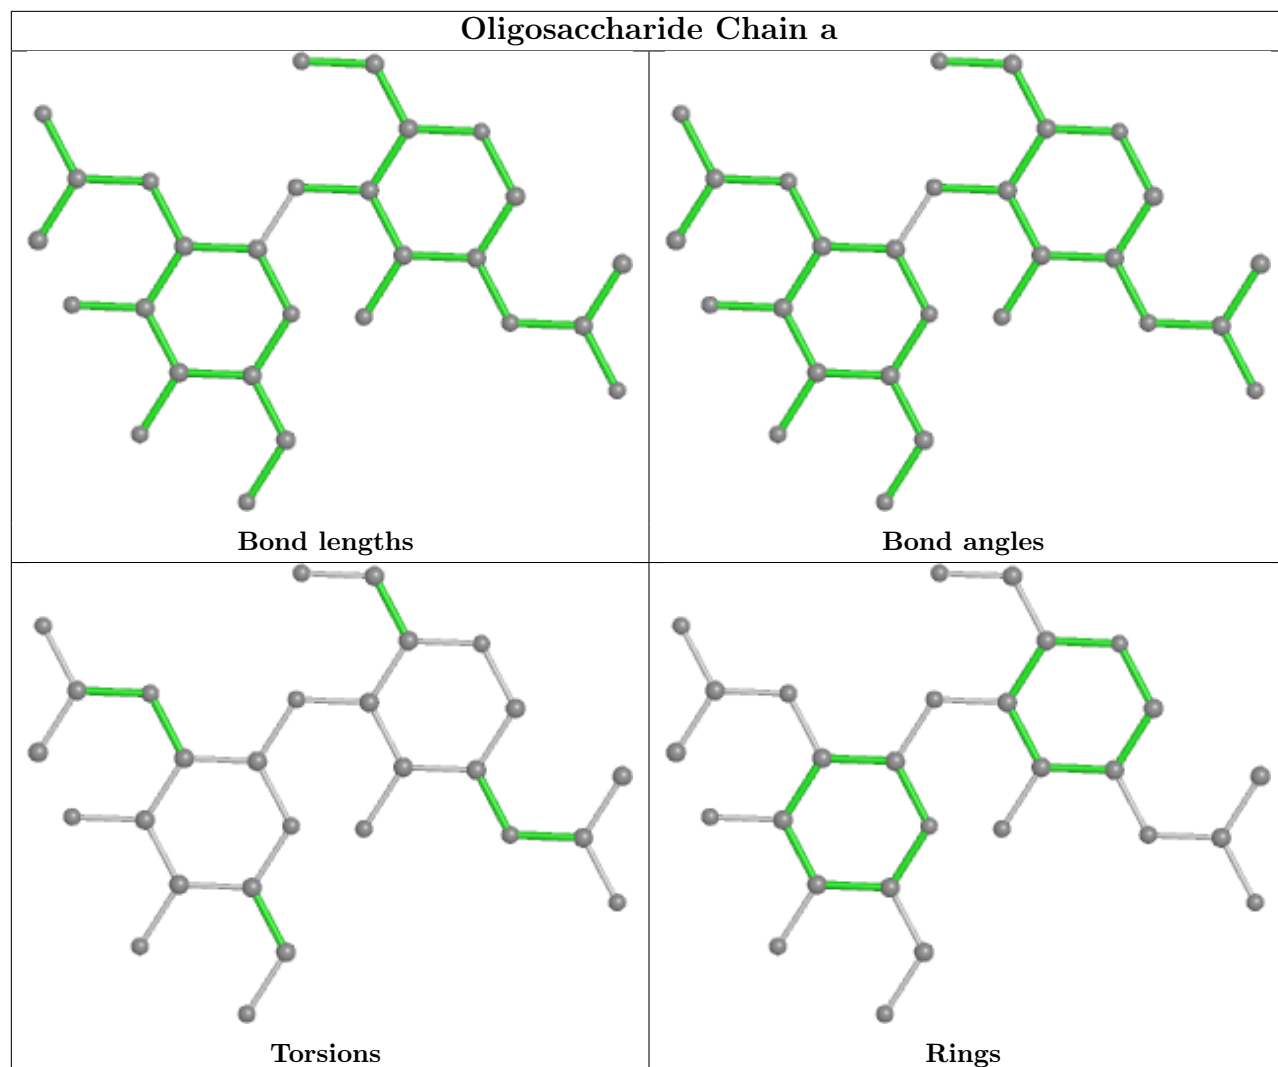 Oligosaccharide Chain a
Bond lengths
Bond angles
Torsions
Rings